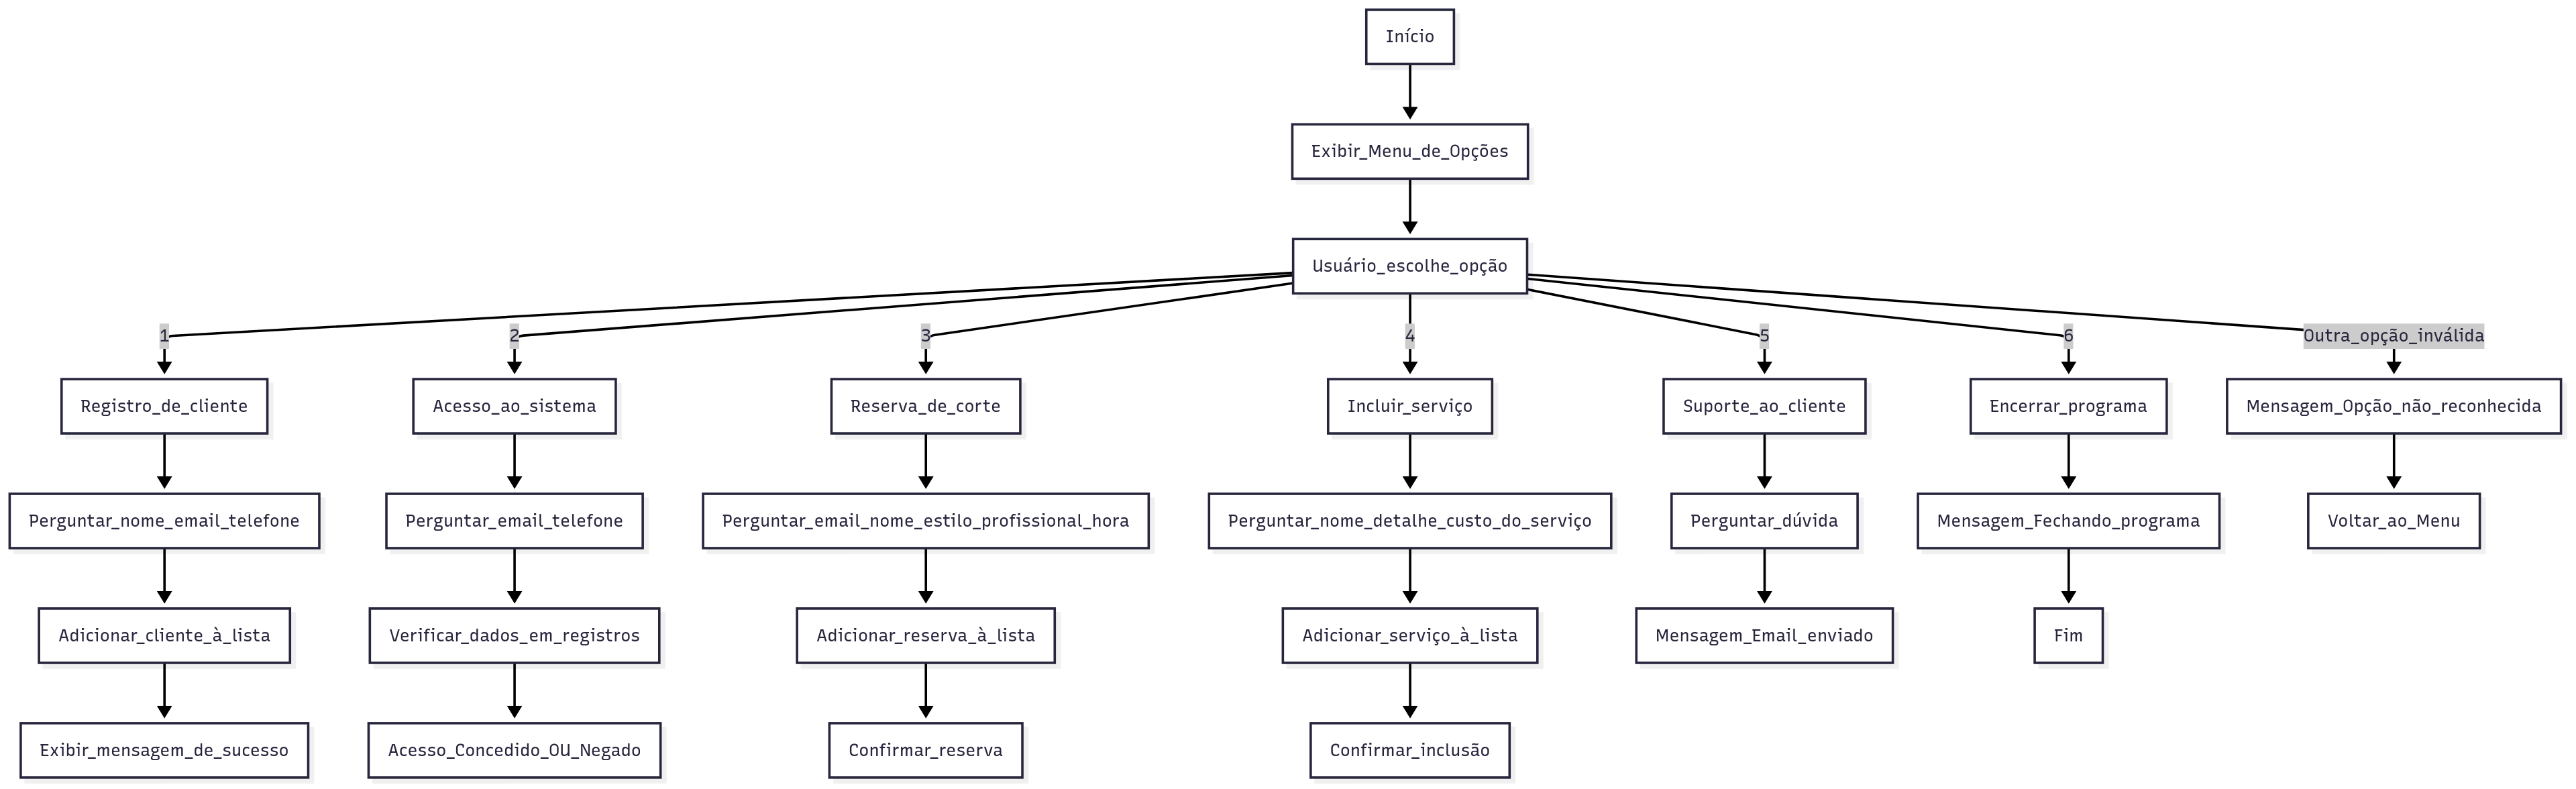 Início
Exibir_Menu_de_Opções
Usuário_escolhe_opção
1
2
3
4
5
6
Outra_opção_inválida
Registro_de_cliente
Acesso_ao_sistema
Reserva_de_corte
Incluir_serviço
Suporte_ao_cliente
Encerrar_programa
Mensagem_Opção_não_reconhecida
Perguntar_nome_email_telefone
Perguntar_email_telefone
Perguntar_email_nome_estilo_profissional_hora
Perguntar_nome_detalhe_custo_do_serviço
Perguntar_dúvida
Mensagem_Fechando_programa
Voltar_ao_Menu
Adicionar_cliente_à_lista
Verificar_dados_em_registros
Adicionar_reserva_à_lista
Adicionar_serviço_à_lista
Mensagem_Email_enviado
Fim
Exibir_mensagem_de_sucesso
Acesso_Concedido_OU_Negado
Confirmar_reserva
Confirmar_inclusão